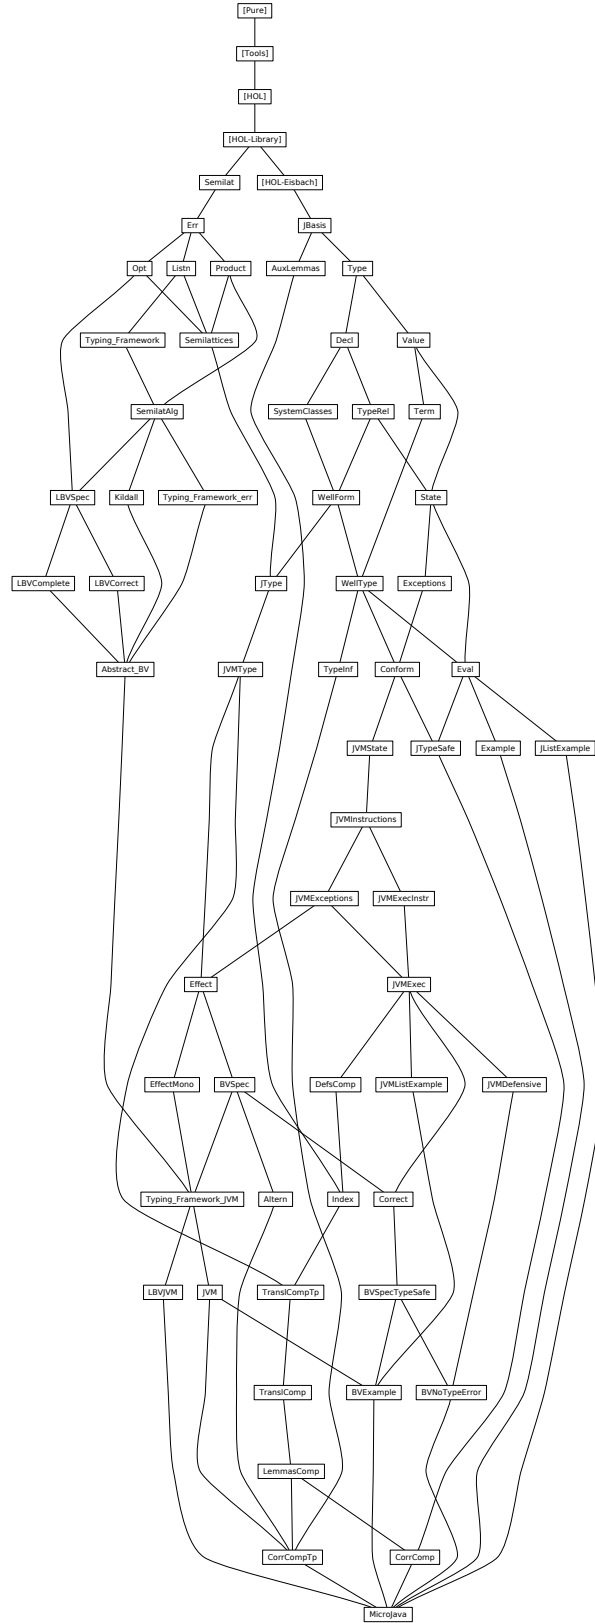 [Pure]
[Tools]
[HOL]
[HOL-Library]
Semilat
[HOL-Eisbach]
Err
JBasis
Opt
Listn
Product
AuxLemmas
Type
Typing_Framework
Semilattices
Decl
Value
SemilatAlg
SystemClasses
TypeRel
Term
LBVSpec
Kildall
Typing_Framework_err
WellForm
State
LBVComplete
LBVCorrect
JType
WellType
Exceptions
Abstract_BV
JVMType
TypeInf
Conform
Eval
JVMState
JTypeSafe
Example
JListExample
JVMInstructions
JVMExceptions
JVMExecInstr
Effect
JVMExec
EffectMono
BVSpec
DefsComp
JVMListExample
JVMDefensive
Typing_Framework_JVM
Altern
Index
Correct
LBVJVM
JVM
TranslCompTp
BVSpecTypeSafe
TranslComp
BVExample
BVNoTypeError
LemmasComp
CorrCompTp
CorrComp
MicroJava